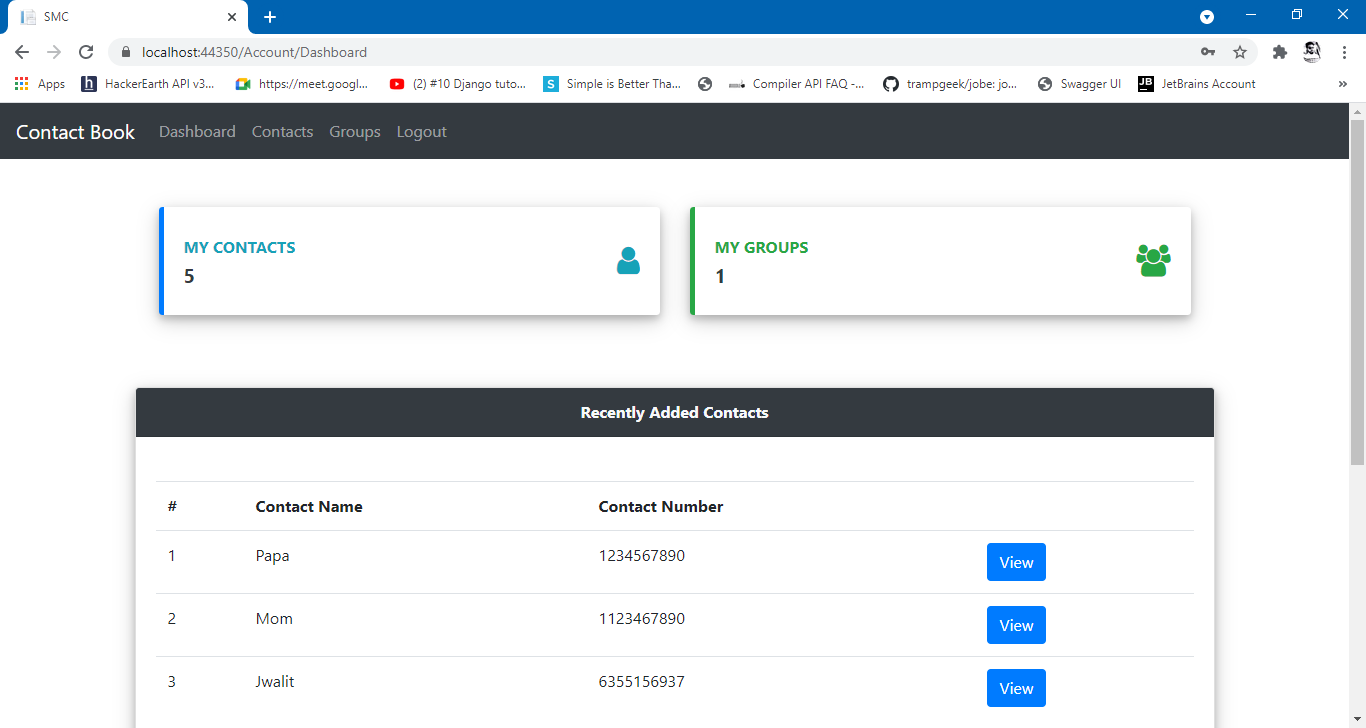 SMC
localhost:44350/Account/Dashboard
Apps HackerEarth API v3... https://meet.googl... (2) #10 Django tuto... S Simple is Better Tha... Compiler API FAQ -... trampgeek/jobe: jo... Swagger UI JB JetBrains Account »
Contact Book Dashboard Contacts Groups Logout
MY CONTACTS
5
MY GROUPS
1
Recently Added Contacts
# Contact Name Contact Number
1 Papa 1234567890 View
2 Mom 1123467890 View
3 Jwalit 6355156937 View